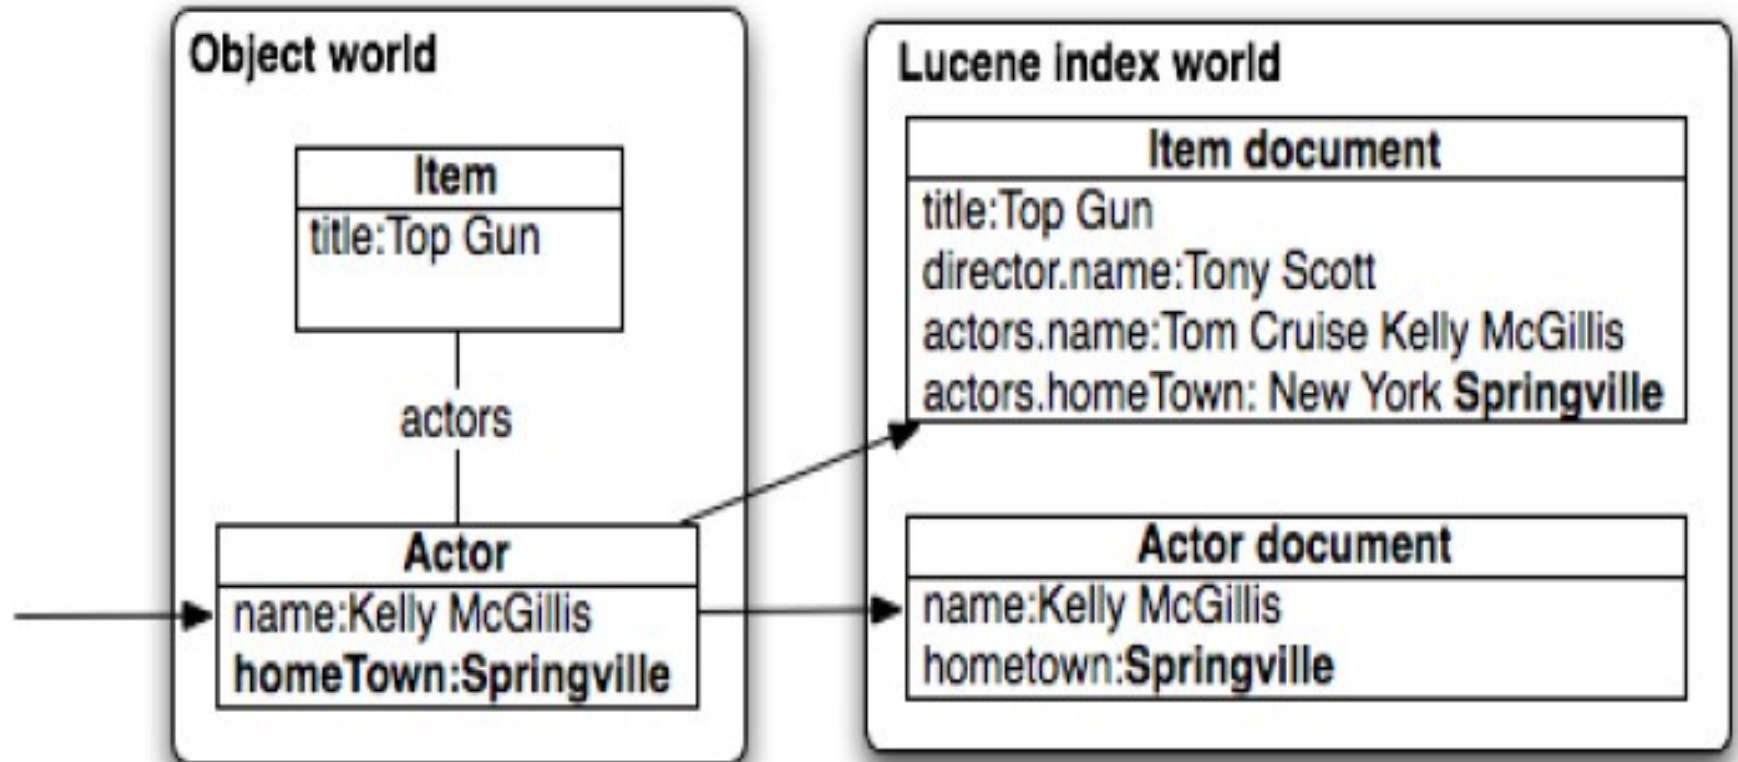 Object world
Item
title:Top Gun
actors
Actor
name:Kelly McGillis
homeTown:Springville
Lucene index world
Item document
title:Top Gun
director.name:Tony Scott
actors.name:Tom Cruise Kelly McGillis
actors.homeTown: New York Springville
Actor document
name:Kelly McGillis
hometown:Springville